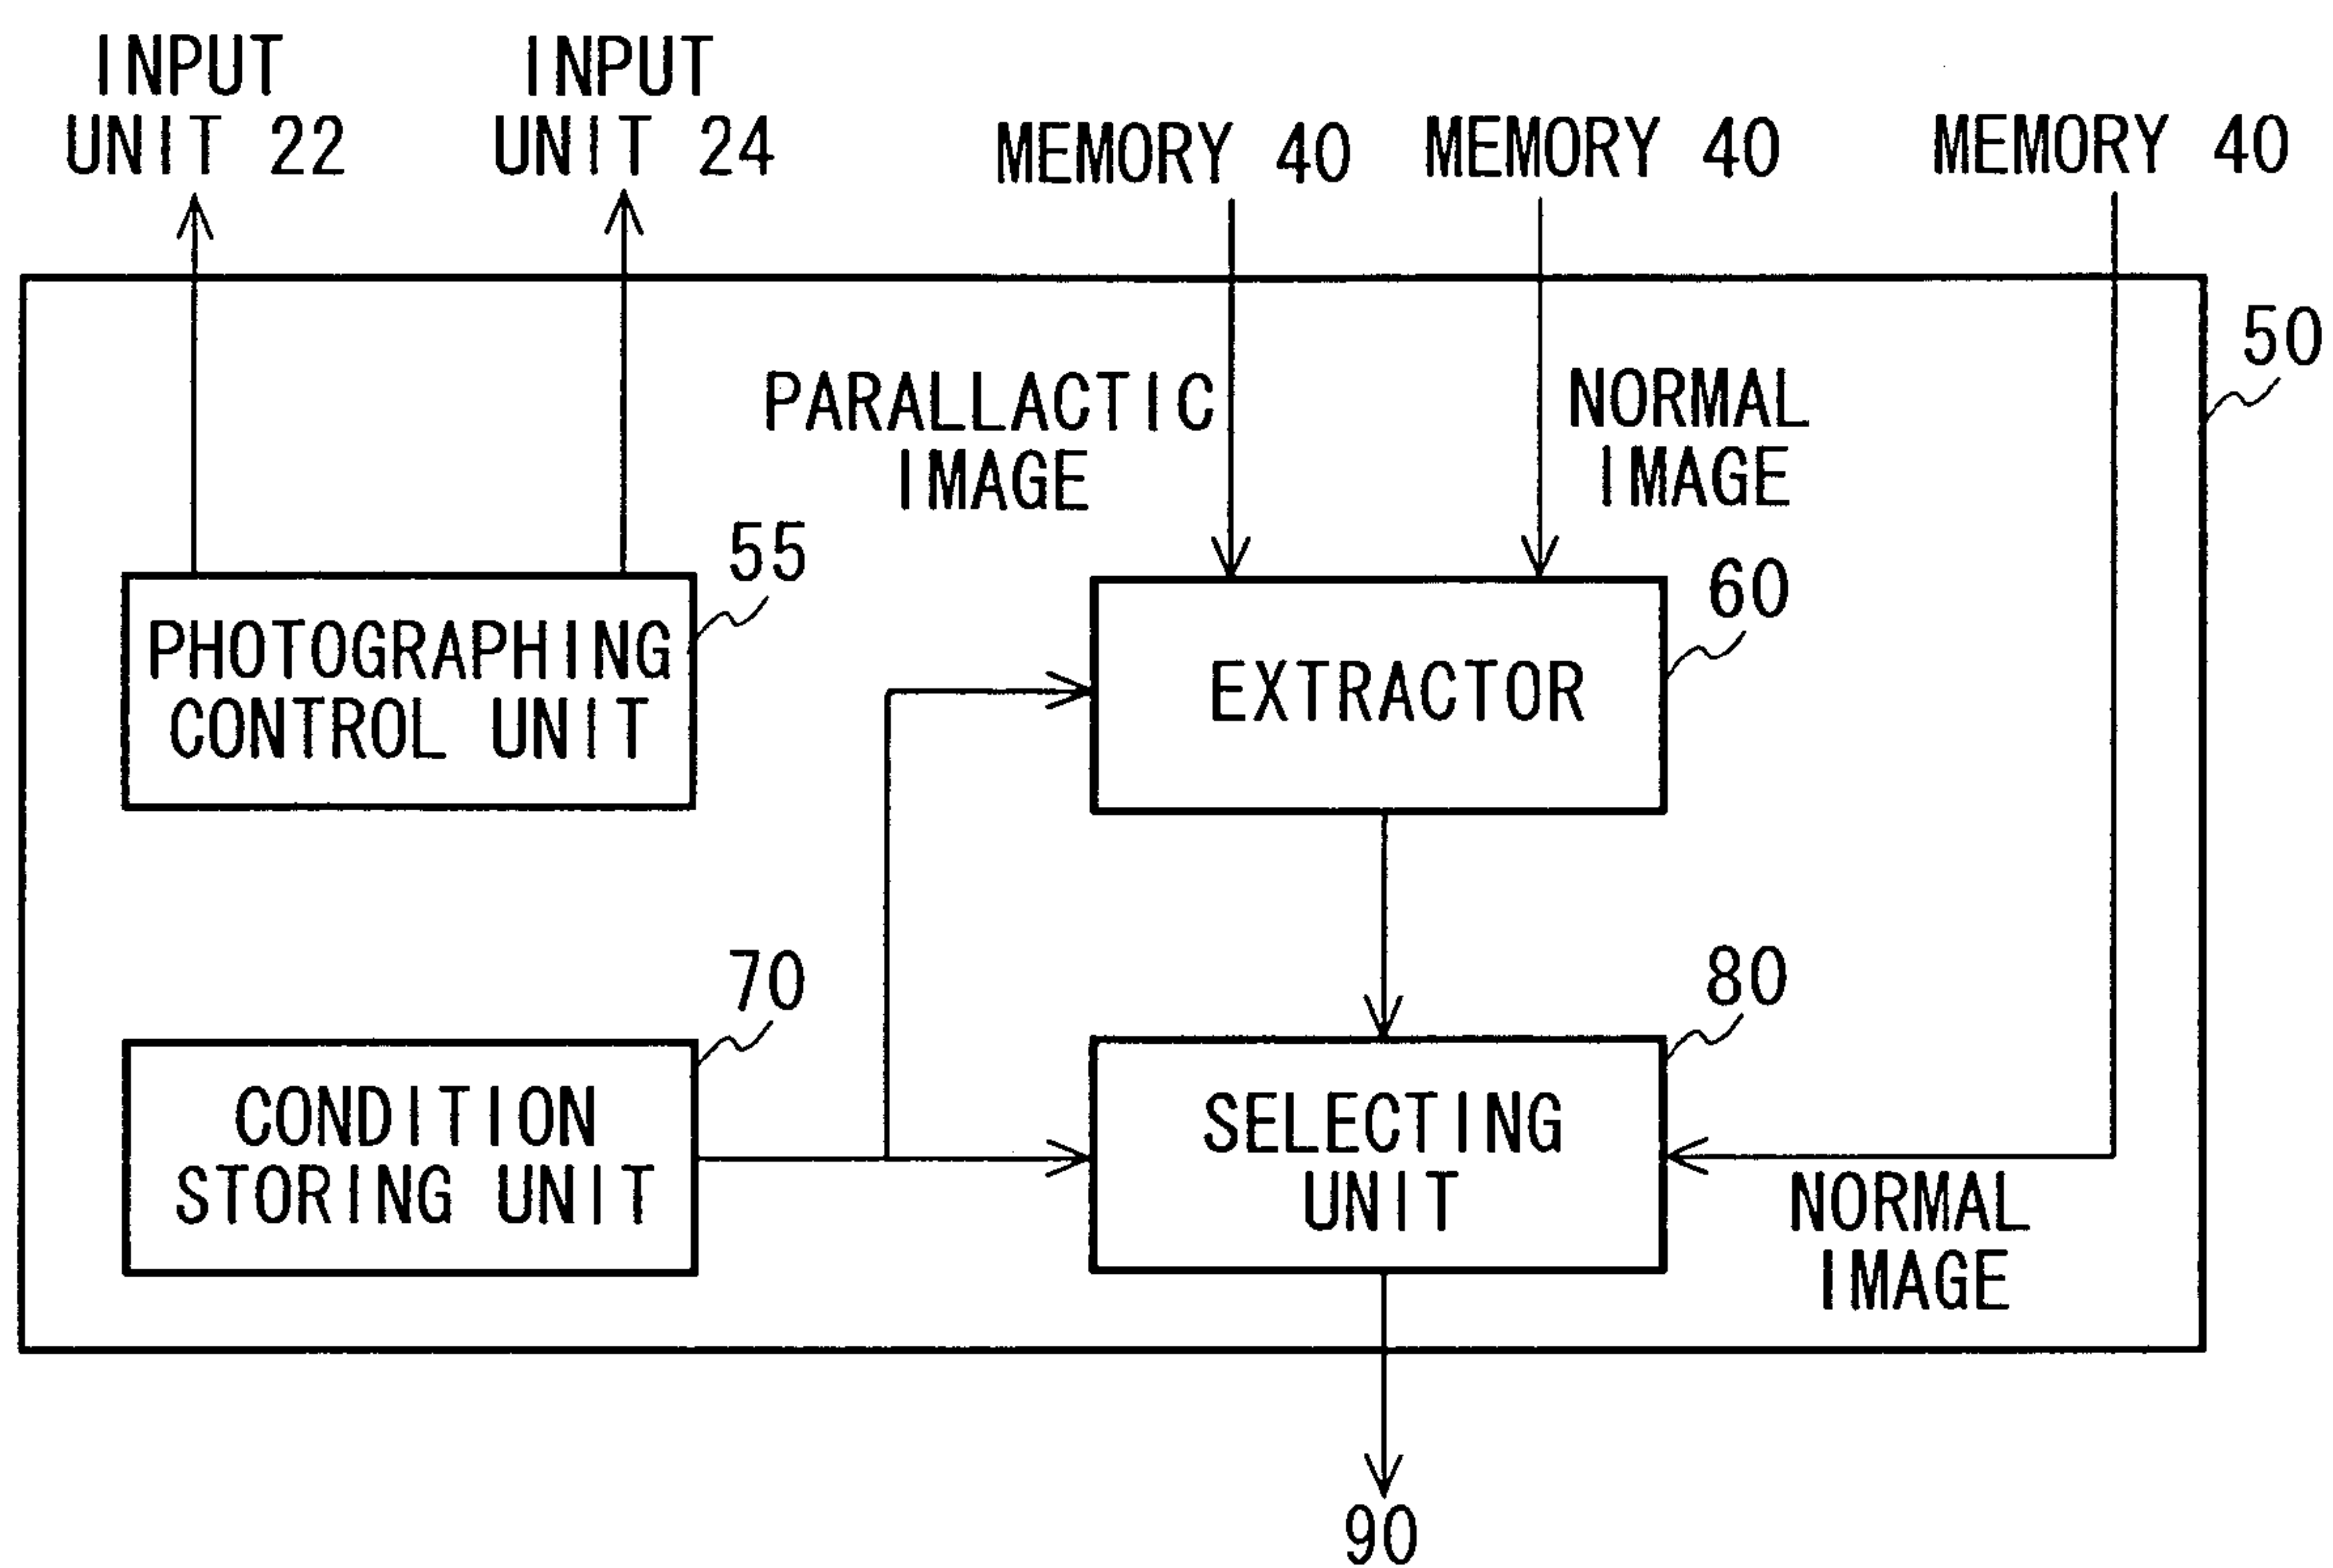 INPUT
UNIT 22
INPUT
UNIT 24
MEMORY 40
MEMORY 40
MEMORY 40
50
PARALLACTIC
IMAGE
NORMAL
IMAGE
55
PHOTOGRAPHING
CONTROL UNIT
60
EXTRACTOR
70
CONDITION
STORING UNIT
80
SELECTING
UNIT
NORMAL
IMAGE
90